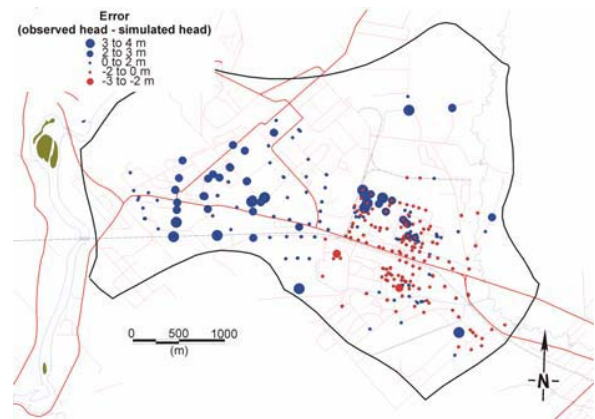 Error
(observed head - simulated head)
3 to 4 m
2 to 3 m
0 to 2 m
-2 to 0 m
-3 to -2 m
0 500 1000
(m)
-N-